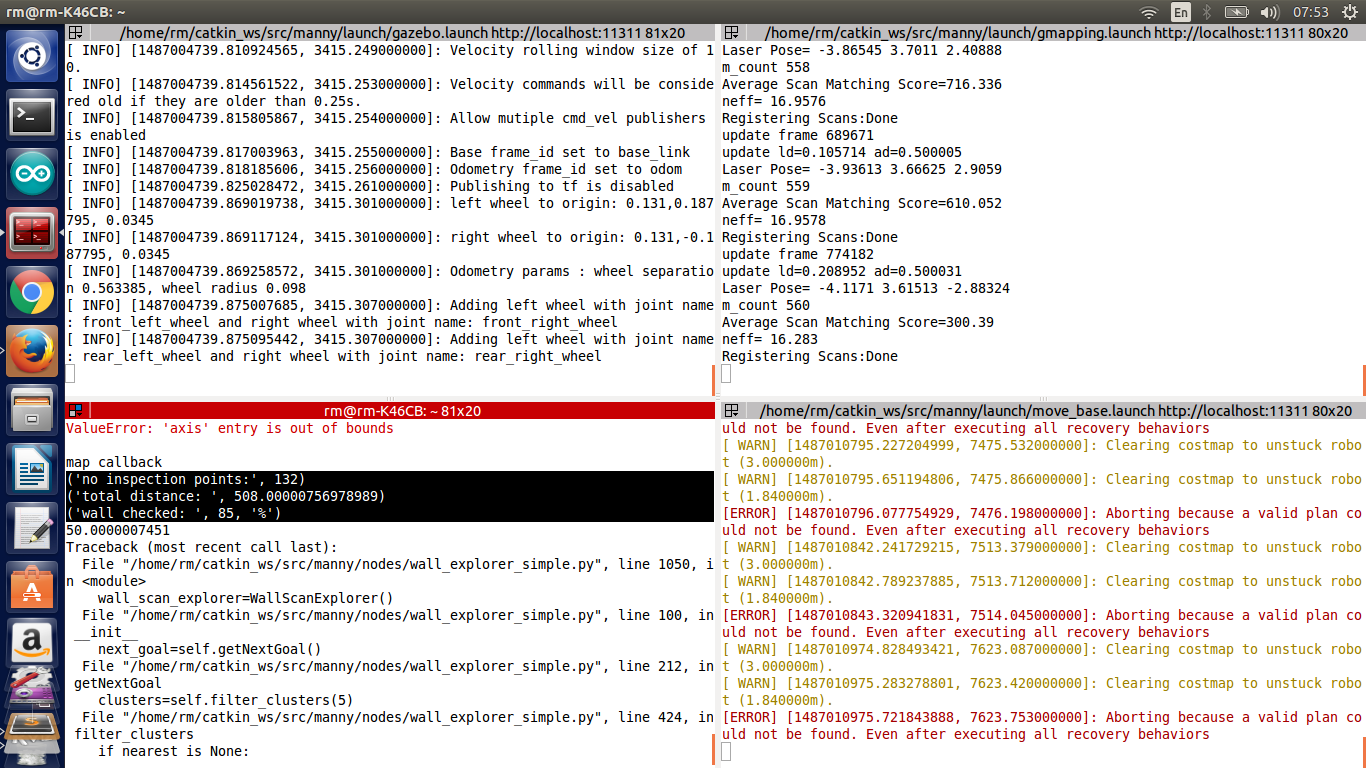 rm@rm-K46CB: ~
En
07:53
/home/rm/catkin_ws/src/manny/launch/gazebo.launch http://localhost:11311 81x20
[ INFO] [1487004739.810924565, 3415.249000000]: Velocity rolling window size of 1
0.
[ INFO] [1487004739.814561522, 3415.253000000]: Velocity commands will be conside
red old if they are older than 0.25s.
[ INFO] [1487004739.815805867, 3415.254000000]: Allow mutiple cmd_vel publishers
is enabled
[ INFO] [1487004739.817003963, 3415.255000000]: Base frame_id set to base_link
[ INFO] [1487004739.818185606, 3415.256000000]: Odometry frame_id set to odom
[ INFO] [1487004739.825028472, 3415.261000000]: Publishing to tf is disabled
[ INFO] [1487004739.869019738, 3415.301000000]: left wheel to origin: 0.131,0.187
795, 0.0345
[ INFO] [1487004739.869117124, 3415.301000000]: right wheel to origin: 0.131,-0.1
87795, 0.0345
[ INFO] [1487004739.869258572, 3415.301000000]: Odometry params : wheel separatio
n 0.563385, wheel radius 0.098
[ INFO] [1487004739.875007685, 3415.307000000]: Adding left wheel with joint name
: front_left_wheel and right wheel with joint name: front_right_wheel
[ INFO] [1487004739.875095442, 3415.307000000]: Adding left wheel with joint name
: rear_left_wheel and right wheel with joint name: rear_right_wheel
/home/rm/catkin_ws/src/manny/launch/gmapping.launch http://localhost:11311 80x20
Laser Pose= -3.86545 3.7011 2.40888
m_count 558
Average Scan Matching Score=716.336
neff= 16.9576
Registering Scans:Done
update frame 689671
update ld=0.105714 ad=0.500005
Laser Pose= -3.93613 3.66625 2.9059
m_count 559
Average Scan Matching Score=610.052
neff= 16.9578
Registering Scans:Done
update frame 774182
update ld=0.208952 ad=0.500031
Laser Pose= -4.1171 3.61513 -2.88324
m_count 560
Average Scan Matching Score=300.39
neff= 16.283
Registering Scans:Done
rm@rm-K46CB: ~ 81x20
ValueError: 'axis' entry is out of bounds
map callback
('no inspection points:', 132)
('total distance: ', 508.00000756978989)
('wall checked: ', 85, '%')
50.0000007451
Traceback (most recent call last):
File "/home/rm/catkin_ws/src/manny/nodes/wall_explorer_simple.py", line 1050, i
n <module>
wall_scan_explorer=WallScanExplorer()
File "/home/rm/catkin_ws/src/manny/nodes/wall_explorer_simple.py", line 100, in
__init__
next_goal=self.getNextGoal()
File "/home/rm/catkin_ws/src/manny/nodes/wall_explorer_simple.py", line 212, in
getNextGoal
clusters=self.filter_clusters(5)
File "/home/rm/catkin_ws/src/manny/nodes/wall_explorer_simple.py", line 424, in
filter_clusters
if nearest is None:
/home/rm/catkin_ws/src/manny/launch/move_base.launch http://localhost:11311 80x20
uld not be found. Even after executing all recovery behaviors
[ WARN] [1487010795.227204999, 7475.532000000]: Clearing costmap to unstuck robo
t (3.000000m).
[ WARN] [1487010795.651194806, 7475.866000000]: Clearing costmap to unstuck robo
t (1.840000m).
[ERROR] [1487010796.077754929, 7476.198000000]: Aborting because a valid plan co
uld not be found. Even after executing all recovery behaviors
[ WARN] [1487010842.241729215, 7513.379000000]: Clearing costmap to unstuck robo
t (3.000000m).
[ WARN] [1487010842.789237885, 7513.712000000]: Clearing costmap to unstuck robo
t (1.840000m).
[ERROR] [1487010843.320941831, 7514.045000000]: Aborting because a valid plan co
uld not be found. Even after executing all recovery behaviors
[ WARN] [1487010974.828493421, 7623.087000000]: Clearing costmap to unstuck robo
t (3.000000m).
[ WARN] [1487010975.283278801, 7623.420000000]: Clearing costmap to unstuck robo
t (1.840000m).
[ERROR] [1487010975.721843888, 7623.753000000]: Aborting because a valid plan co
uld not be found. Even after executing all recovery behaviors